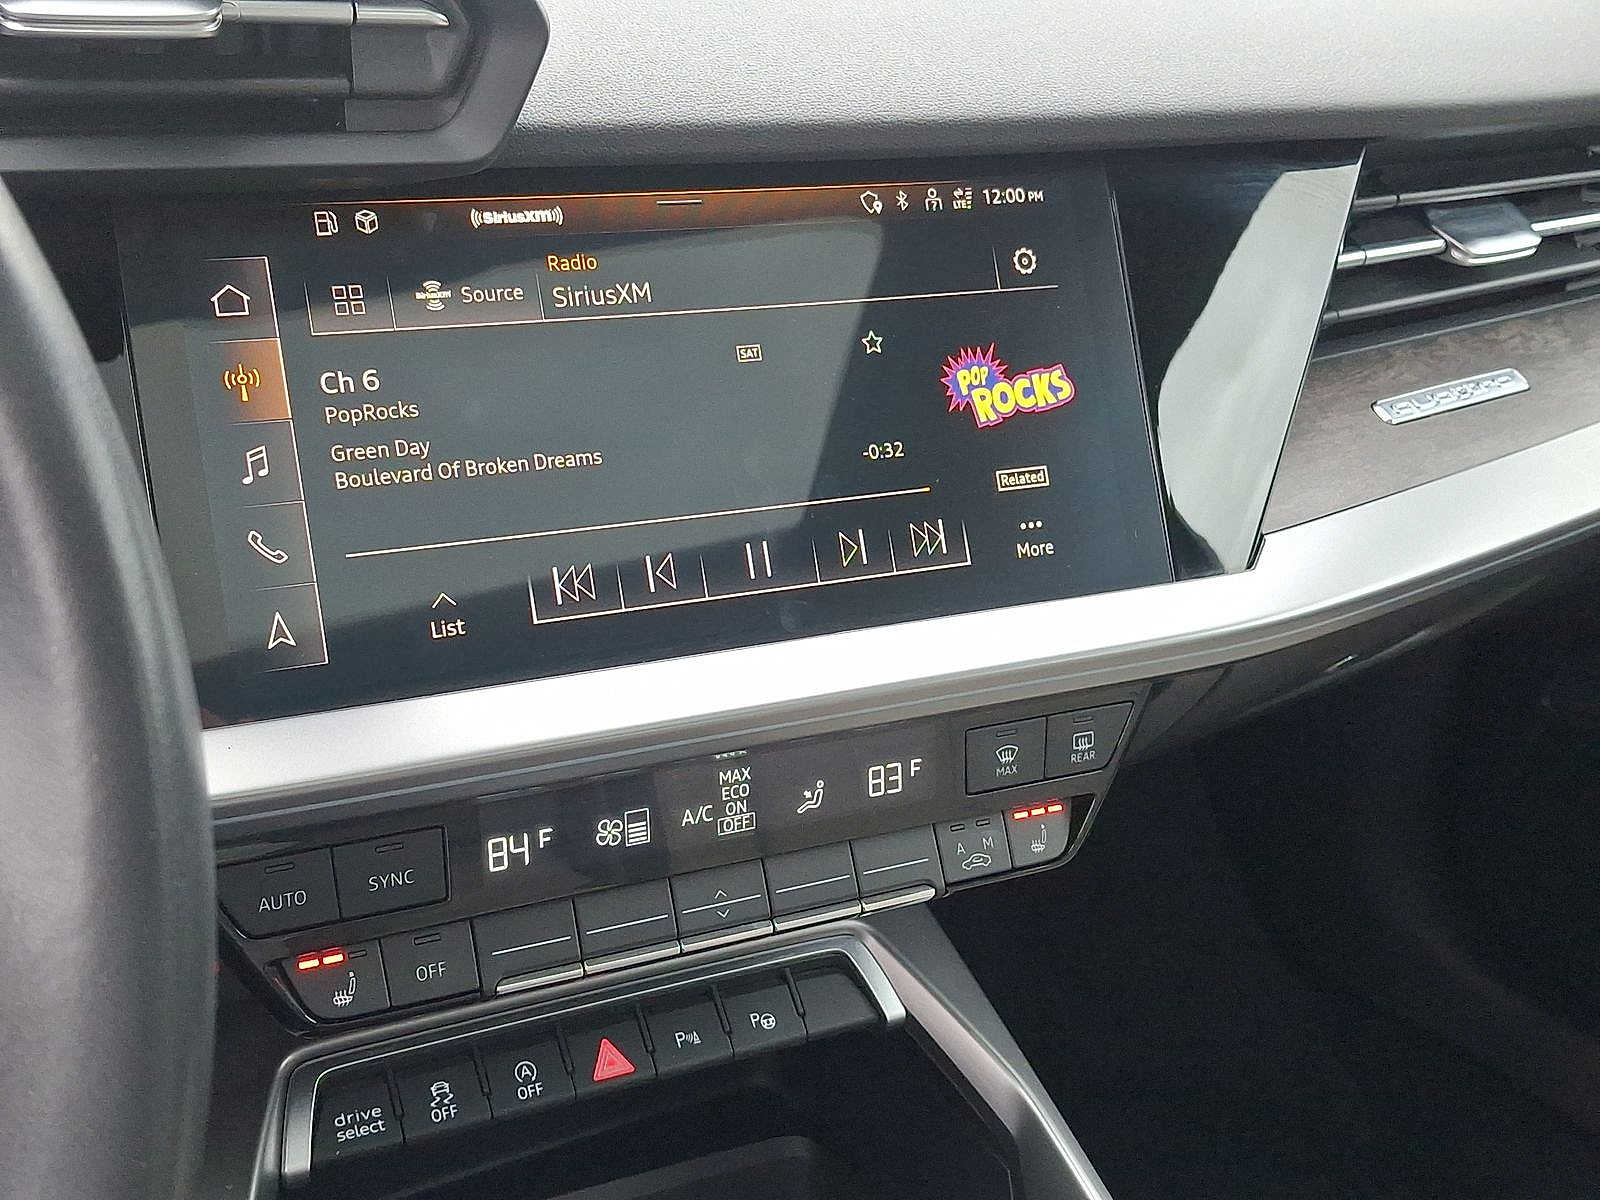 SiriusXM
LTE 12:00 PM
Radio
SiriusXM Source SiriusXM
SAT
Ch 6
PopRocks
POP
ROCKS
Green Day
Boulevard Of Broken Dreams
-0:32
Related
More
List
quattro
MAX
REAR
84 F
A/C
MAX
ECO
ON
OFF
83 F
AUTO
SYNC
A M
OFF
drive
select
OFF
A
OFF
P
P